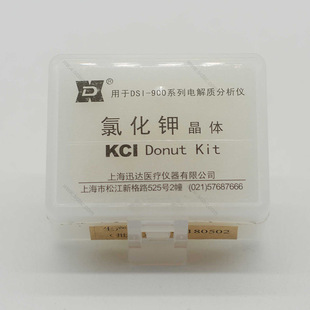 用于DSI-900系列电解质分析仪
氯化钾 晶体
KCI Donut Kit
上海迅达医疗仪器有限公司
上海市松江新格路525号2幢 (021)57687666
180502